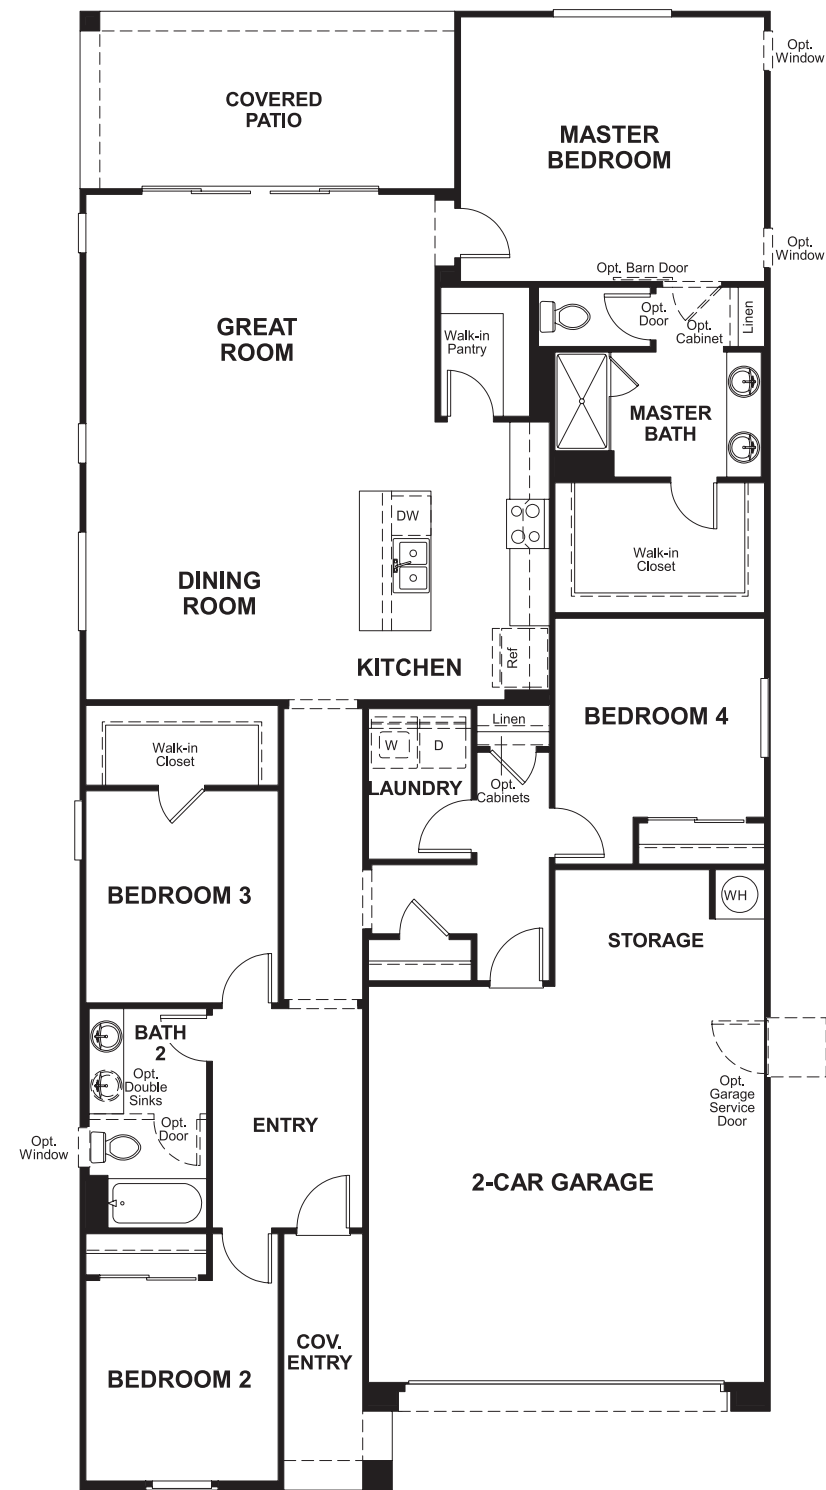 Opt.
Window
COVERED
PATIO
MASTER
BEDROOM
Opt.
Window
Opt. Barn Door
Opt.
Door
Opt.
Cabinet
Linen
GREAT
ROOM
Walk-in
Pantry
MASTER
BATH
DW
Walk-in
Closet
DINING
ROOM
Ref
KITCHEN
BEDROOM 4
Linen
W
D
Walk-in
Closet
LAUNDRY
Opt.
Cabinets
BEDROOM 3
WH
STORAGE
BATH
2
Opt.
Double
Sinks
Opt.
Door
Opt.
Window
Opt.
Garage
Service
Door
ENTRY
2-CAR GARAGE
COV.
ENTRY
BEDROOM 2